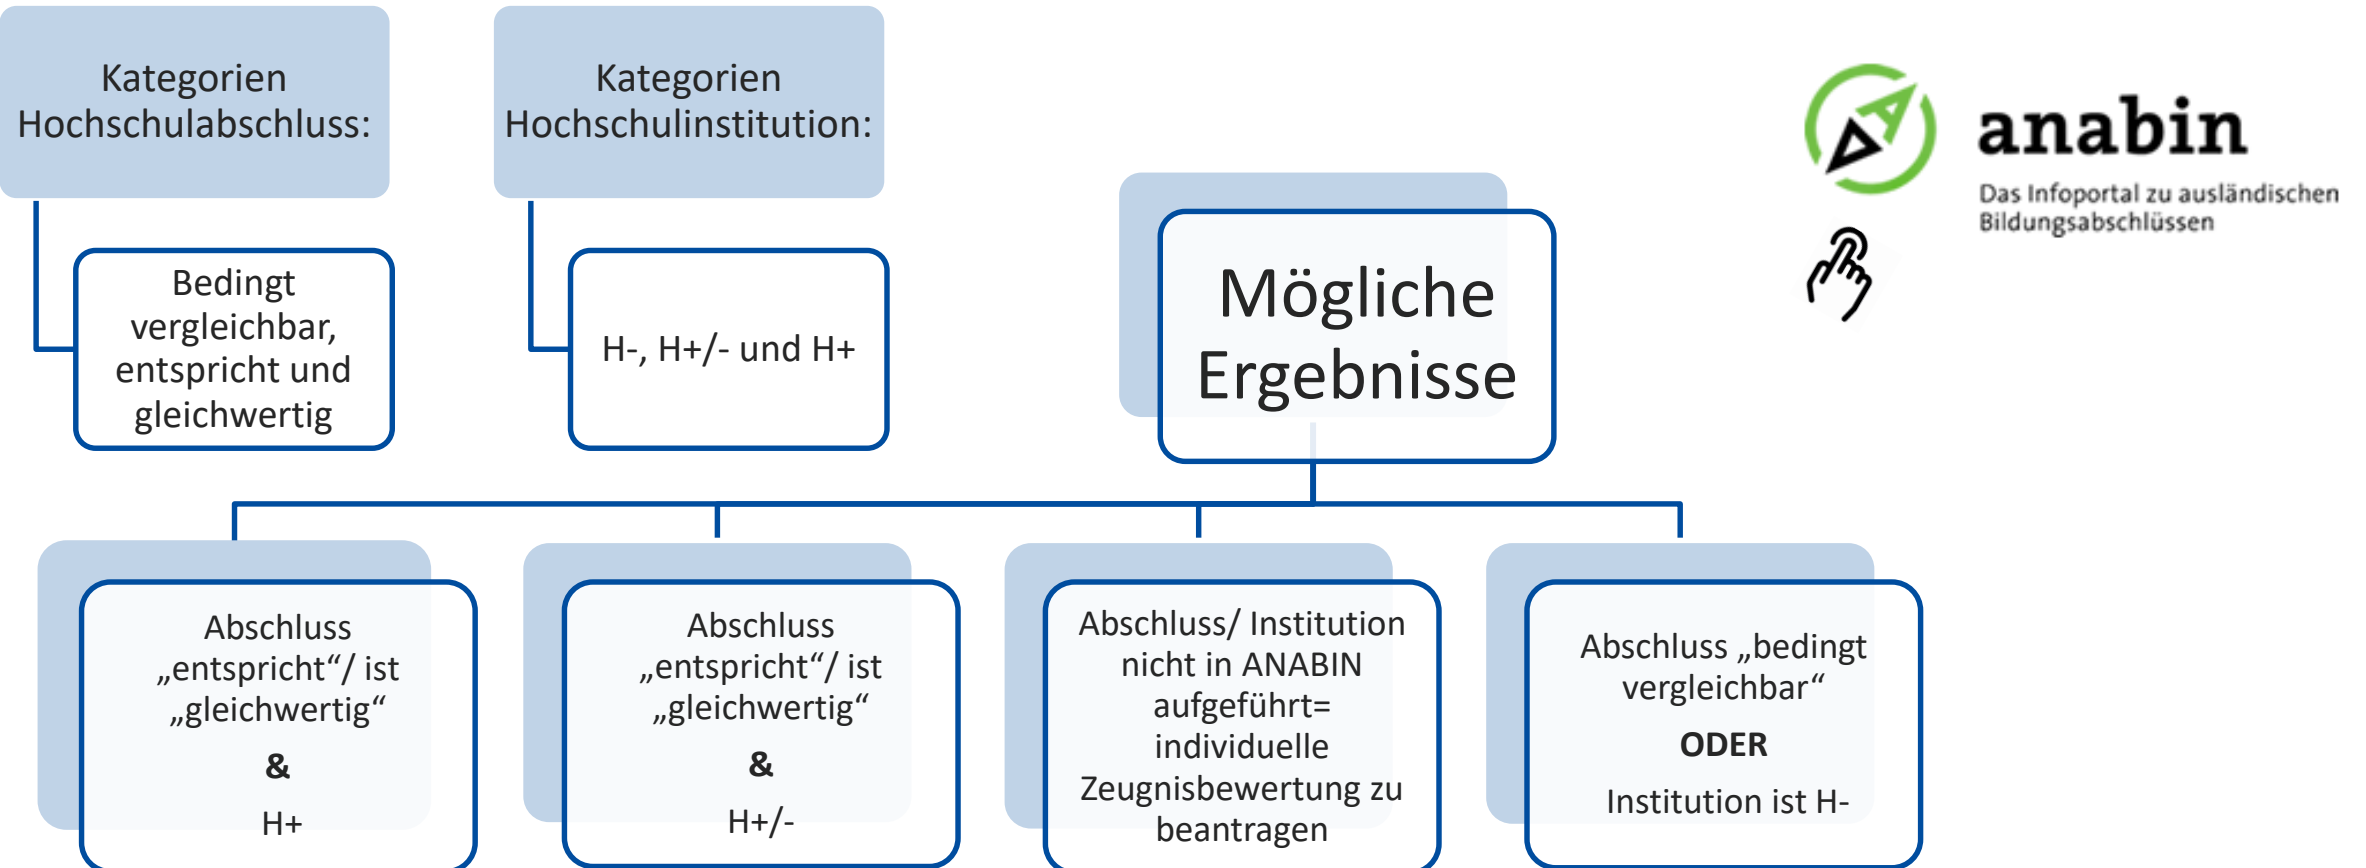 Kategorien
Hochschulabschluss:
Kategorien
Hochschulinstitution:
anabin
Das Infoportal zu ausländischen
Bildungsabschlüssen
Bedingt
vergleichbar,
entspricht und
gleichwertig
H-, H+/- und H+
Mögliche
Ergebnisse
Abschluss
„entspricht“/ ist
„gleichwertig“
&
H+
Abschluss
„entspricht“/ ist
„gleichwertig“
&
H+/-
Abschluss/ Institution
nicht in ANABIN
aufgeführt=
individuelle
Zeugnisbewertung zu
beantragen
Abschluss „bedingt
vergleichbar“
ODER
Institution ist H-